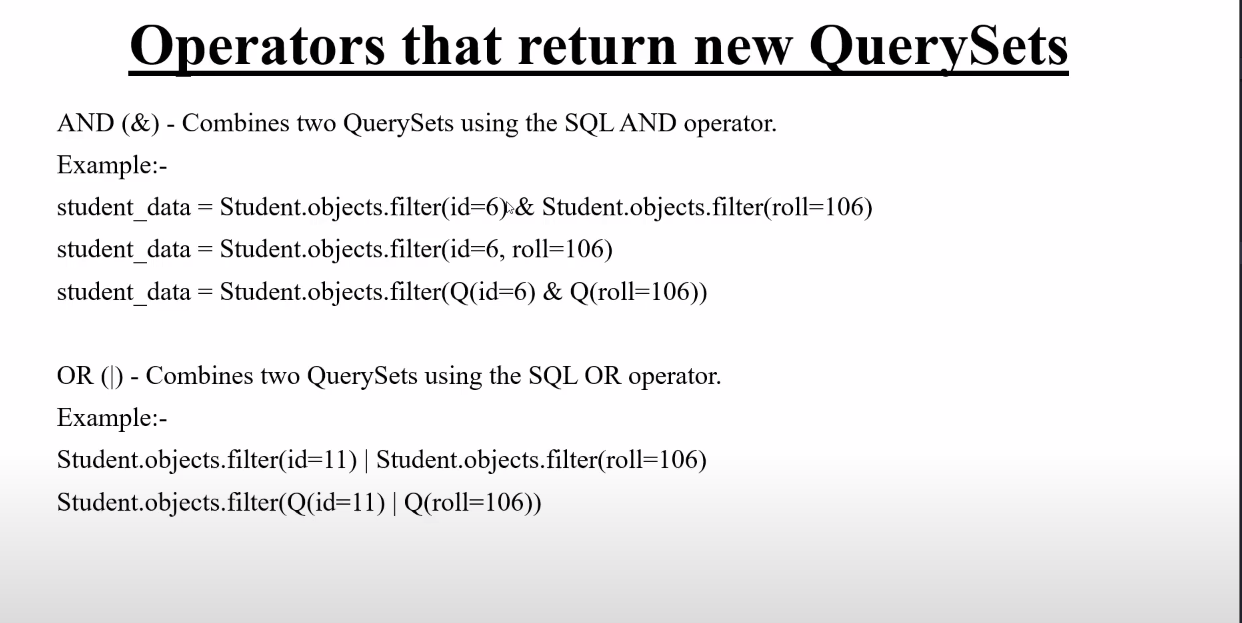 Operators that return new QuerySets
AND (&) - Combines two QuerySets using the SQL AND operator.
Example:-
student_data = Student.objects.filter(id=6) & Student.objects.filter(roll=106)
student_data = Student.objects.filter(id=6, roll=106)
student_data = Student.objects.filter(Q(id=6) & Q(roll=106))
OR (|) - Combines two QuerySets using the SQL OR operator.
Example:-
Student.objects.filter(id=11) | Student.objects.filter(roll=106)
Student.objects.filter(Q(id=11) | Q(roll=106))